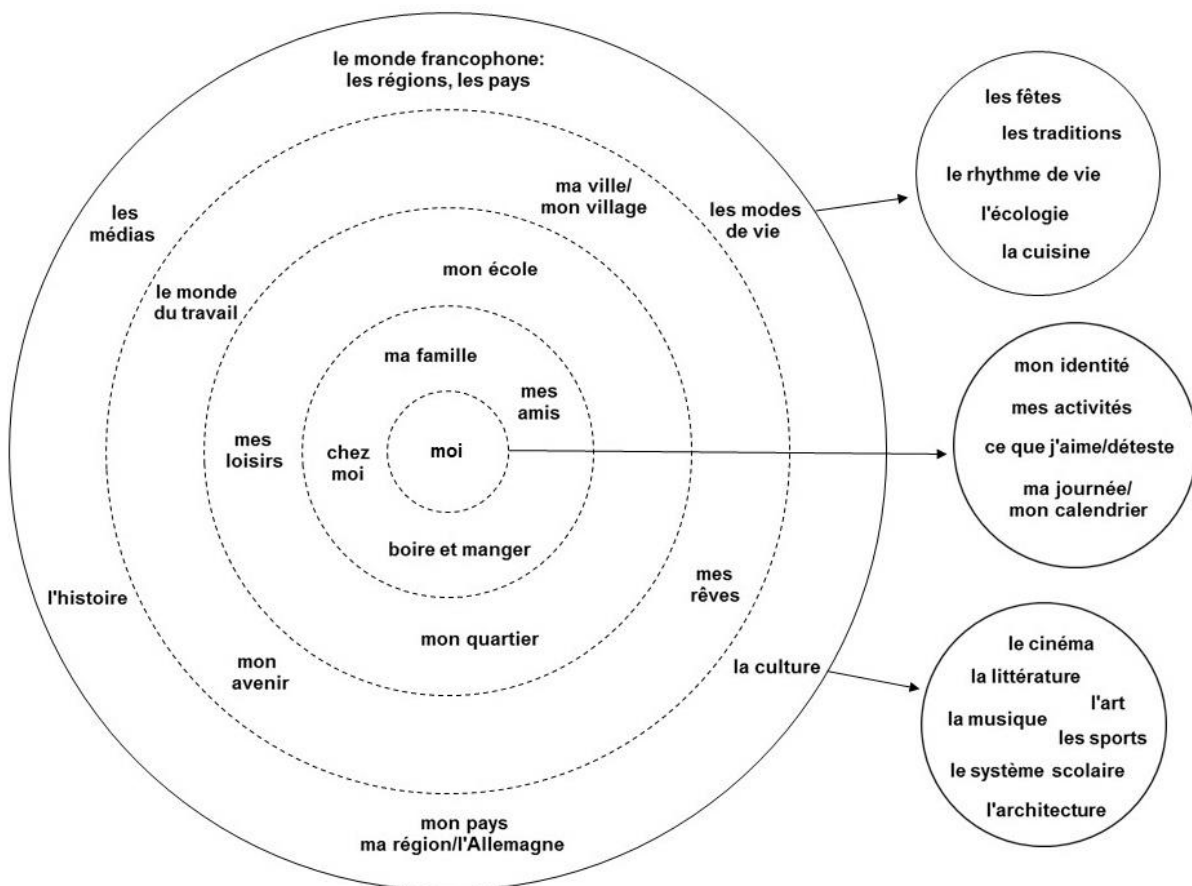 le monde francophone:
les régions, les pays
les
médias
ma ville/
mon village
les modes
de vie
mon école
le monde
du travail
ma famille
mes
amis
mes
loisirs
chez
moi
moi
boire et manger
mes
rêves
l'histoire
mon quartier
mon
avenir
la culture
mon pays
ma région/l'Allemagne
les fêtes
les traditions
le rhythme de vie
l'écologie
la cuisine
mon identité
mes activités
ce que j'aime/déteste
ma journée/
mon calendrier
le cinéma
la littérature
l'art
la musique
les sports
le système scolaire
l'architecture